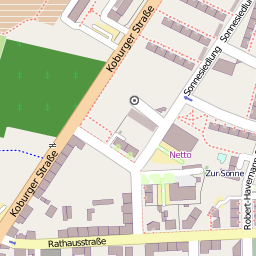 Koburger Straße
Sonnesiedlung
Sonnesiedlung
Koburger Straße
Netto
Zur Sonne
Robert-Havemann
Rathausstraße